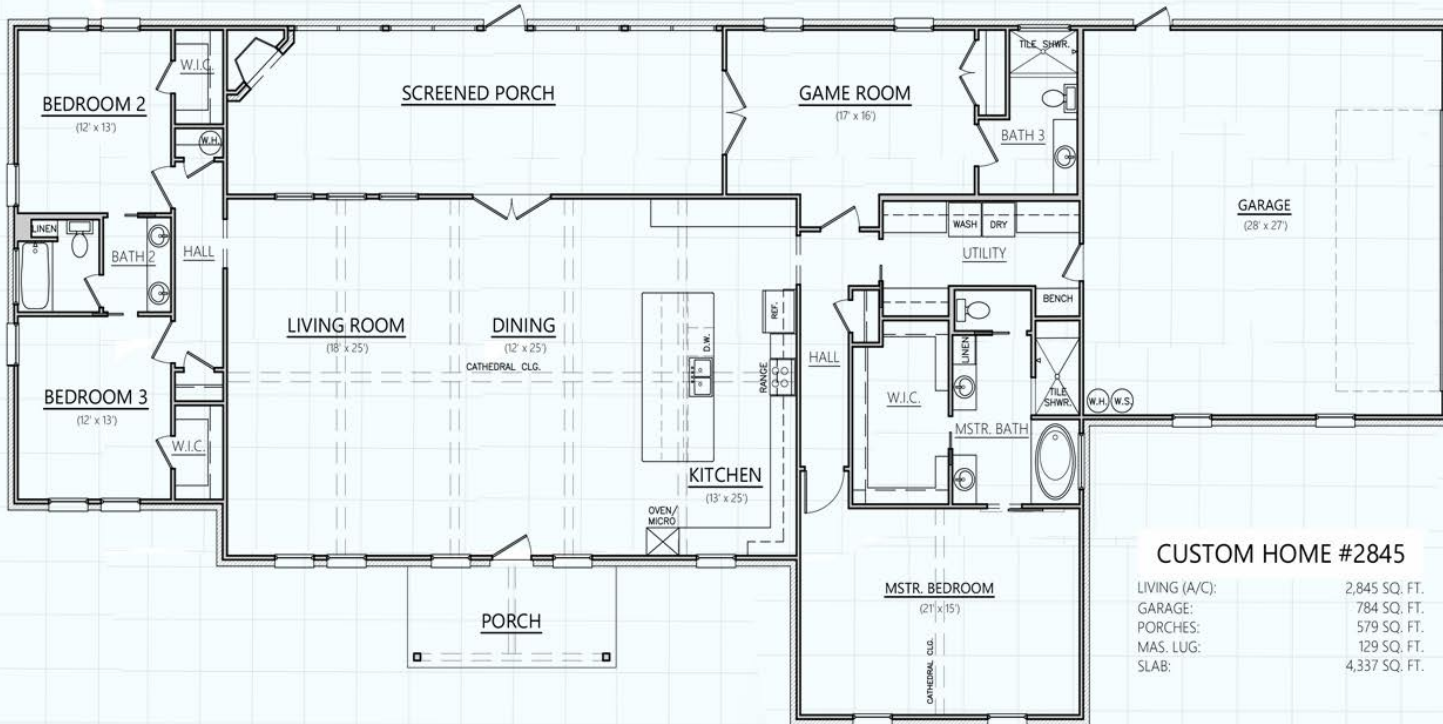 BEDROOM 2
(12' x 13')
W.I.C.
W.H.
SCREENED PORCH
GAME ROOM
(17' x 16')
TILE SHWR.
BATH 3
GARAGE
(28' x 27')
LINEN
BATH 2
HALL
WASH
DRY
UTILITY
BENCH
LIVING ROOM
(18' x 25')
DINING
(12' x 25')
CATHEDRAL CLG.
D.W.
REF.
RANGE
HALL
LINEN
W.I.C.
TILE
SHWR.
W.H.
W.S.
MSTR. BATH
BEDROOM 3
(12' x 13')
W.I.C.
KITCHEN
(13' x 25')
OVEN/
MICRO
PORCH
MSTR. BEDROOM
(21' x 15')
CATHEDRAL CLG.
CUSTOM HOME #2845
LIVING (A/C): 2,845 SQ. FT.
GARAGE: 784 SQ. FT.
PORCHES: 579 SQ. FT.
MAS. LUG: 129 SQ. FT.
SLAB: 4,337 SQ. FT.